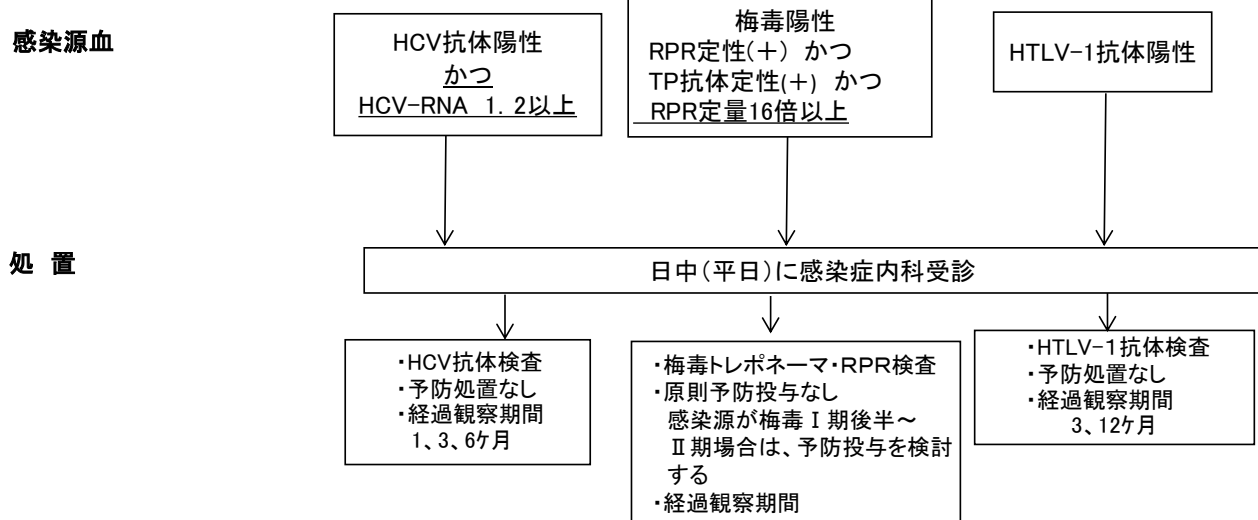 感染源血
HCV抗体陽性
かつ
HCV-RNA 1.2以上
梅毒陽性
RPR定性(+) かつ
TP抗体定性(+) かつ
RPR定量16倍以上
HTLV-1抗体陽性
処 置
日中(平日)に感染症内科受診
・HCV抗体検査
・予防処置なし
・経過観察期間
1、3、6ケ月
・梅毒トレポネーマ・RPR検査
・原則予防投与なし
感染源が梅毒Ⅰ期後半~
Ⅱ期場合は、予防投与を検討
する
・経過観察期間
・HTLV-1抗体検査
・予防処置なし
・経過観察期間
3、12ケ月